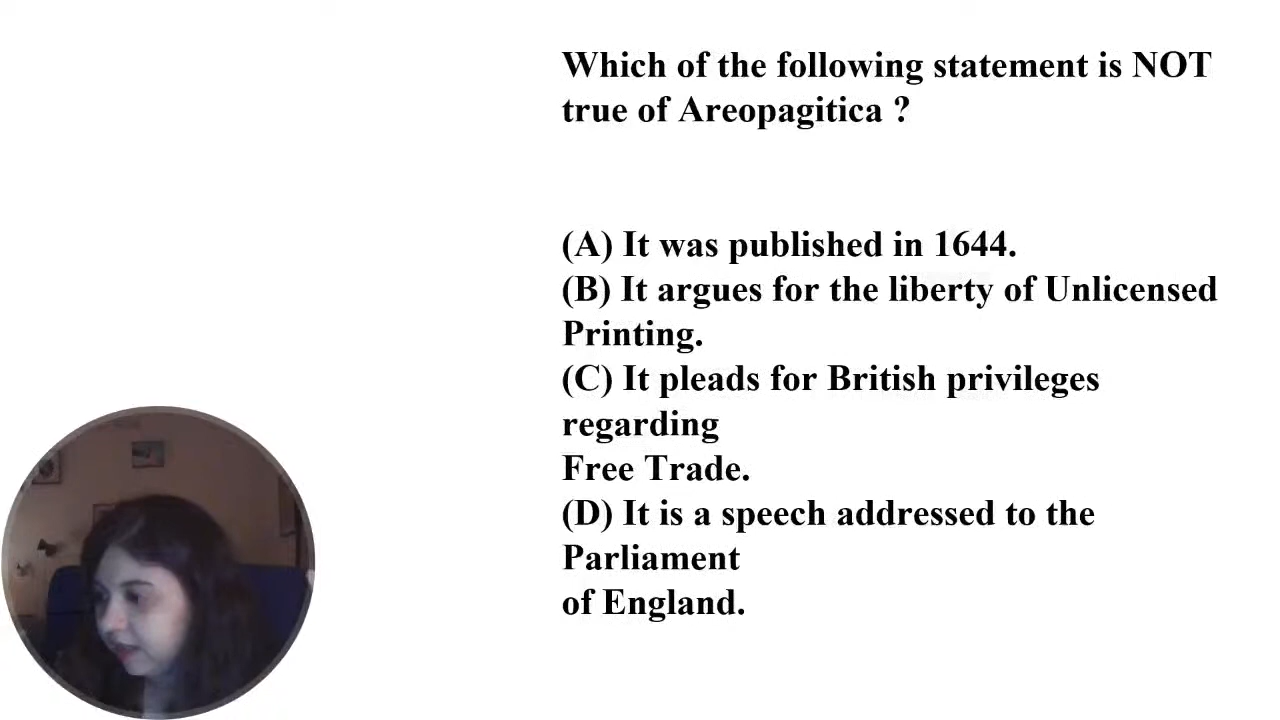 Which of the following statement is NOT
true of Areopagitica ?
(A) It was published in 1644.
(B) It argues for the liberty of Unlicensed
Printing.
(C) It pleads for British privileges
regarding
Free Trade.
(D) It is a speech addressed to the
Parliament
of England.